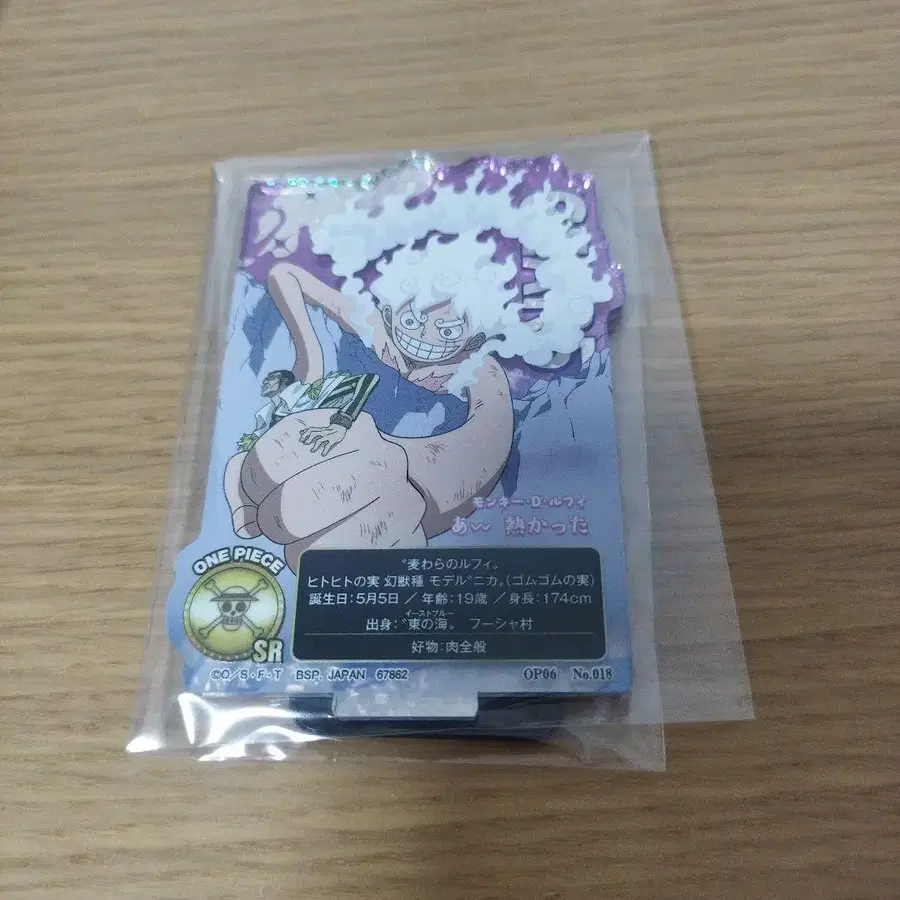 モンキー・D・ルフィ
あ〜 熱かった
〝麦わらのルフィ〟
ヒトヒトの実 幻獣種 モデル〝ニカ〟(ゴムゴムの実)
誕生日:5月5日 / 年齢:19歳 / 身長:174cm
イーストブルー
出身:〝東の海〟 フーシャ村
好物:肉全般
ONE PIECE
SR
©O/S・F・T BSP, JAPAN 67862 OP06 No.018